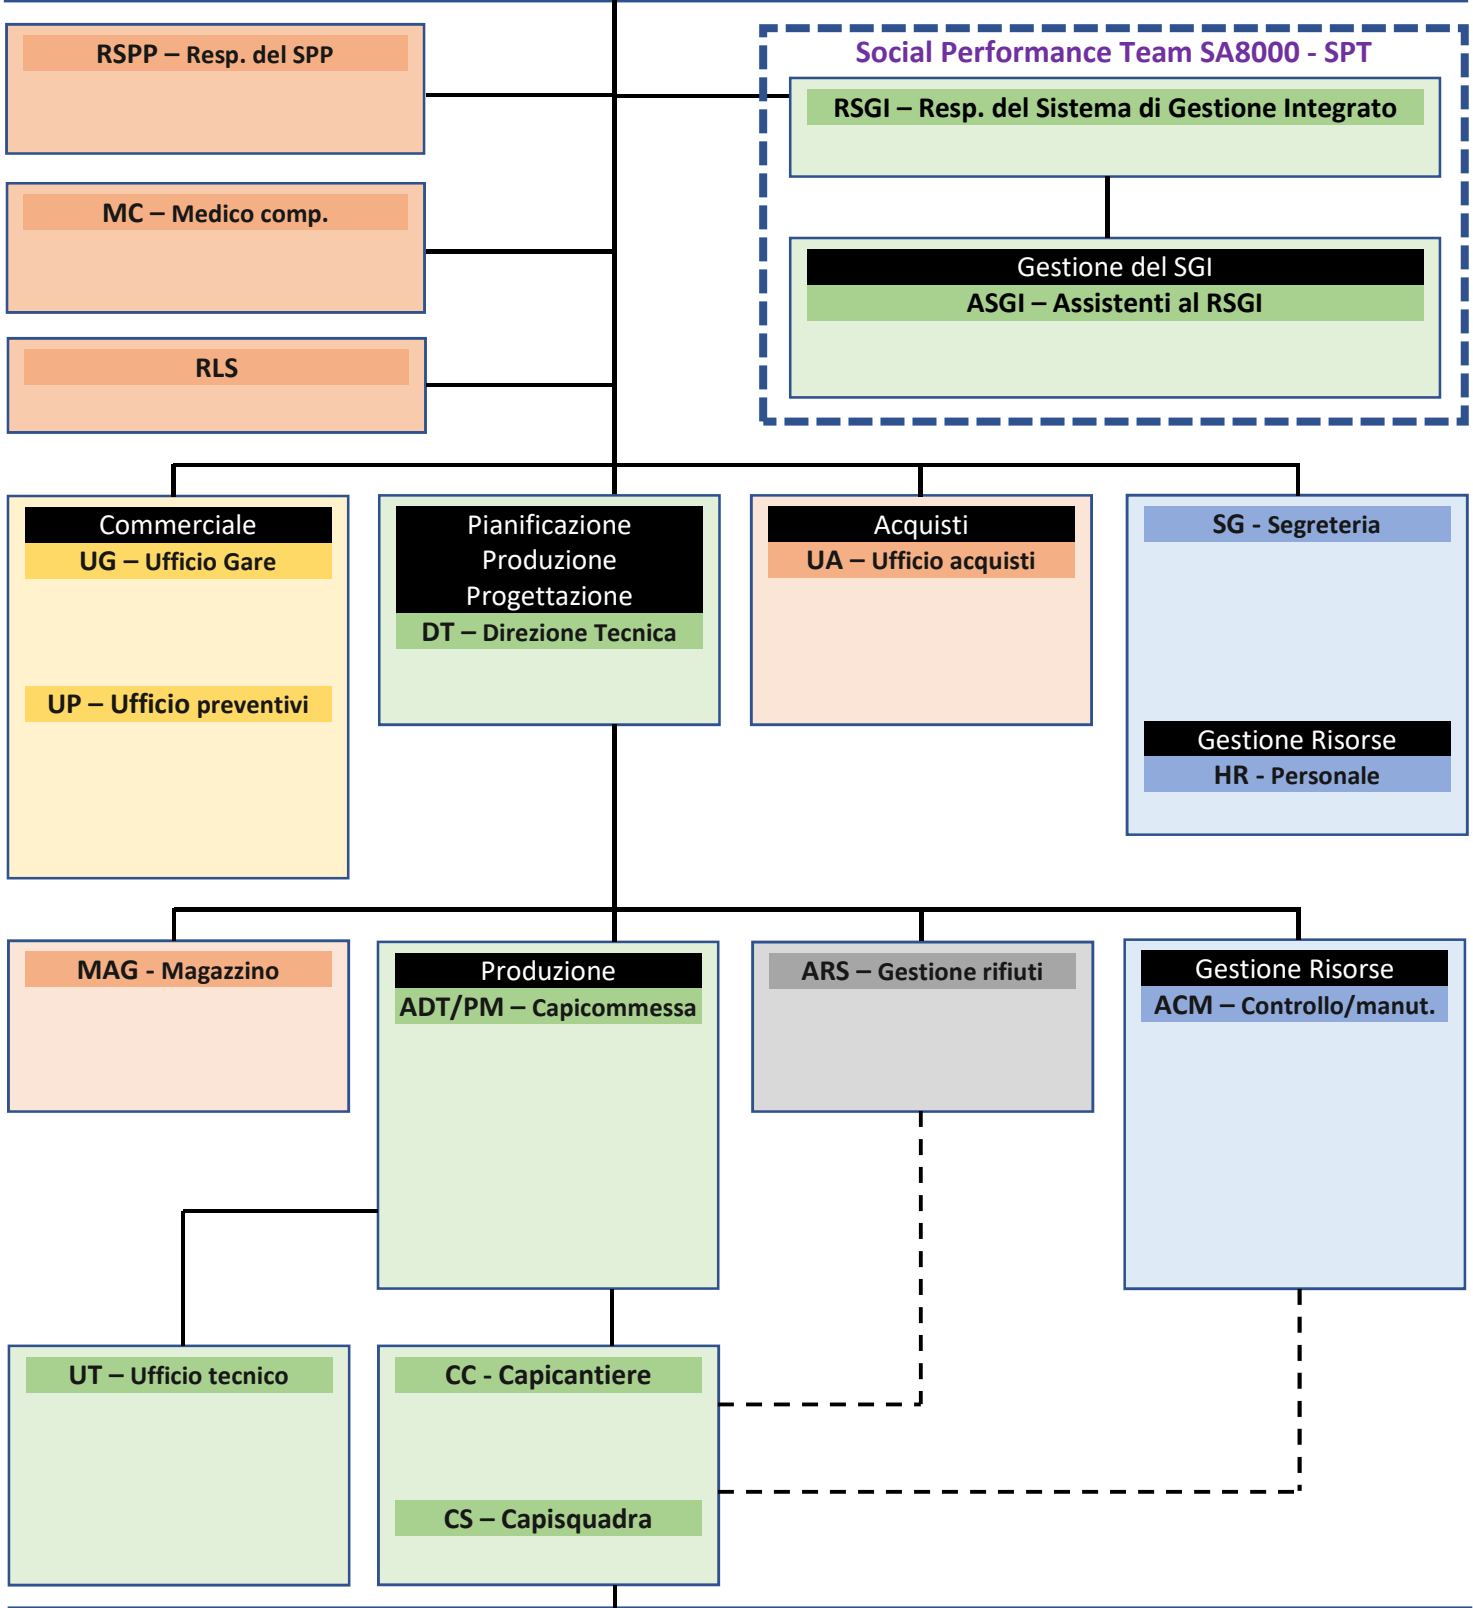 RSPP – Resp. del SPP
Social Performance Team SA8000 - SPT
RSGI – Resp. del Sistema di Gestione Integrato
MC – Medico comp.
Gestione del SGI
ASGI – Assistenti al RSGI
RLS
Commerciale
UG – Ufficio Gare
UP – Ufficio preventivi
Pianificazione
Produzione
Progettazione
DT – Direzione Tecnica
Acquisti
UA – Ufficio acquisti
SG - Segreteria
Gestione Risorse
HR - Personale
MAG - Magazzino
Produzione
ADT/PM – Capicommessa
ARS – Gestione rifiuti
Gestione Risorse
ACM – Controllo/manut.
UT – Ufficio tecnico
CC - Capicantiere
CS – Capisquadra